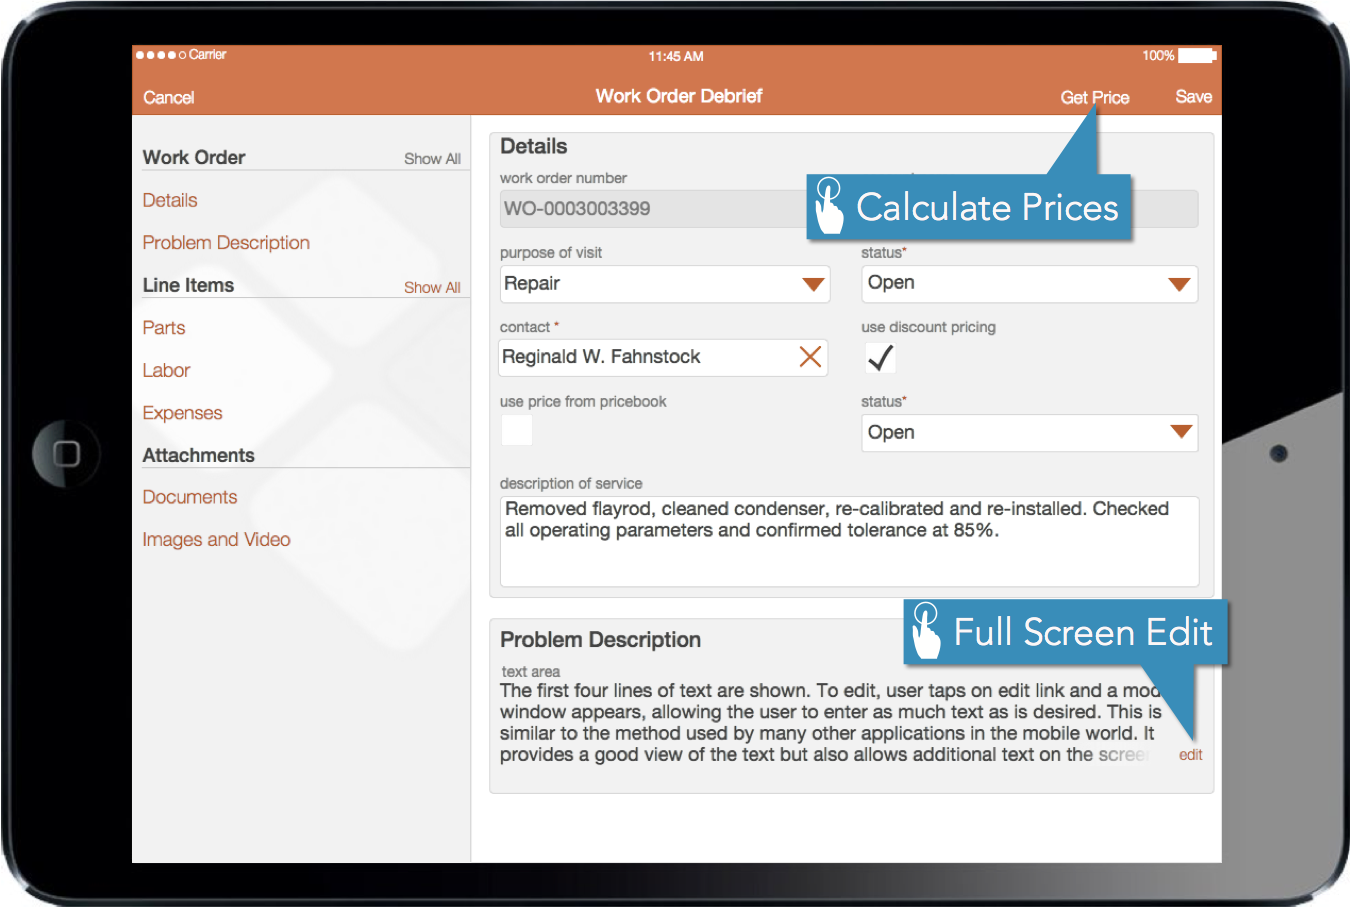 Carrier
11:45 AM
100%
Cancel
Work Order Debrief
Get Price
Save
Work Order
Show All
Details
Problem Description
Line Items
Show All
Parts
Labor
Expenses
Attachments
Documents
Images and Video
Details
work order number
WO-0003003399
Calculate Prices
purpose of visit
status*
Repair
Open
contact *
use discount pricing
Reginald W. Fahnstock
use price from pricebook
status*
Open
description of service
Removed flayrod, cleaned condenser, re-calibrated and re-installed. Checked
all operating parameters and confirmed tolerance at 85%.
Full Screen Edit
Problem Description
text area
The first four lines of text are shown. To edit, user taps on edit link and a mod
window appears, allowing the user to enter as much text as is desired. This is
similar to the method used by many other applications in the mobile world. It
provides a good view of the text but also allows additional text on the scree
edit